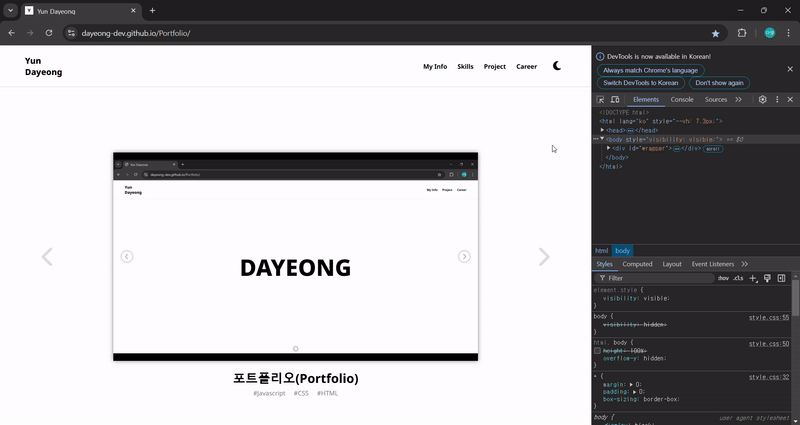 Yun Dayeong
dayeong-dev.github.io/Portfolio/
Yun
Dayeong
My Info Skills Project Career
Yun Dayeong
dayeong-dev.github.io/Portfolio/
Yun
Dayeong
My Info Project Career
DAYEONG
포트폴리오(Portfolio)
#Javascript #CSS #HTML
DevTools is now available in Korean!
Always match Chrome's language
Switch DevTools to Korean Don't show again
Elements Console Sources
<!DOCTYPE html>
<html lang="ko" style="--vh: 7.3px;">
<head> </head>
<body style="visibility: visible;"> == $0
<div id="wrapper"> </div> scroll
</body>
</html>
html body
Styles Computed Layout Event Listeners
Filter :hov .cls
element.style {
visibility: visible;
}
body { style.css:55
visibility: hidden;
}
html, body { style.css:50
height: 100%;
overflow-y: hidden;
}
* { style.css:32
margin: 0;
padding: 0;
box-sizing: border-box;
}
body { user agent stylesheet